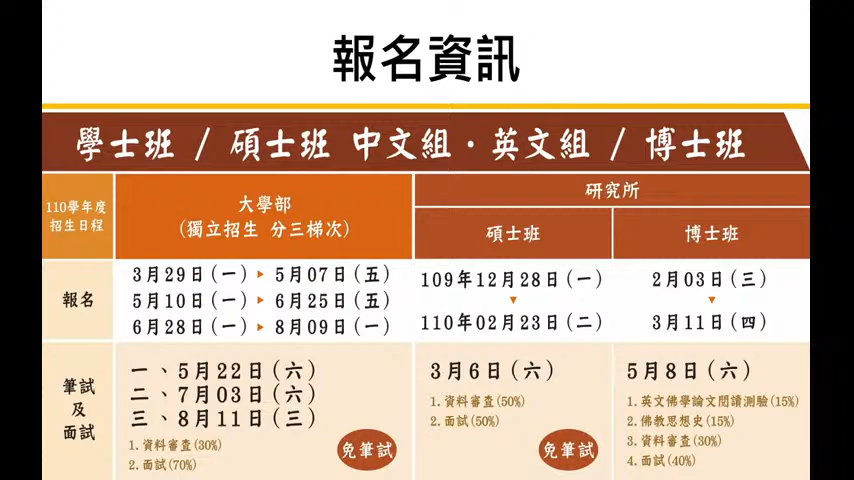 報名資訊
學士班 / 碩士班 中文組・英文組 / 博士班
110學年度
招生日程
大學部
(獨立招生 分三梯次)
研究所
碩士班
博士班
報名
3月29日(一)▶5月07日(五)
5月10日(一)▶6月25日(五)
6月28日(一)▶8月09日(一)
109年12月28日(一)
▼
110年02月23日(二)
2月03日(三)
▼
3月11日(四)
筆試
及
面試
一、5月22日(六)
二、7月03日(六)
三、8月11日(三)
1.資料審查(30%)
2.面試(70%)
免筆試
3月6日(六)
1.資料審查(50%)
2.面試(50%)
免筆試
5月8日(六)
1.英文佛學論文閱讀測驗(15%)
2.佛教思想史(15%)
3.資料審查(30%)
4.面試(40%)